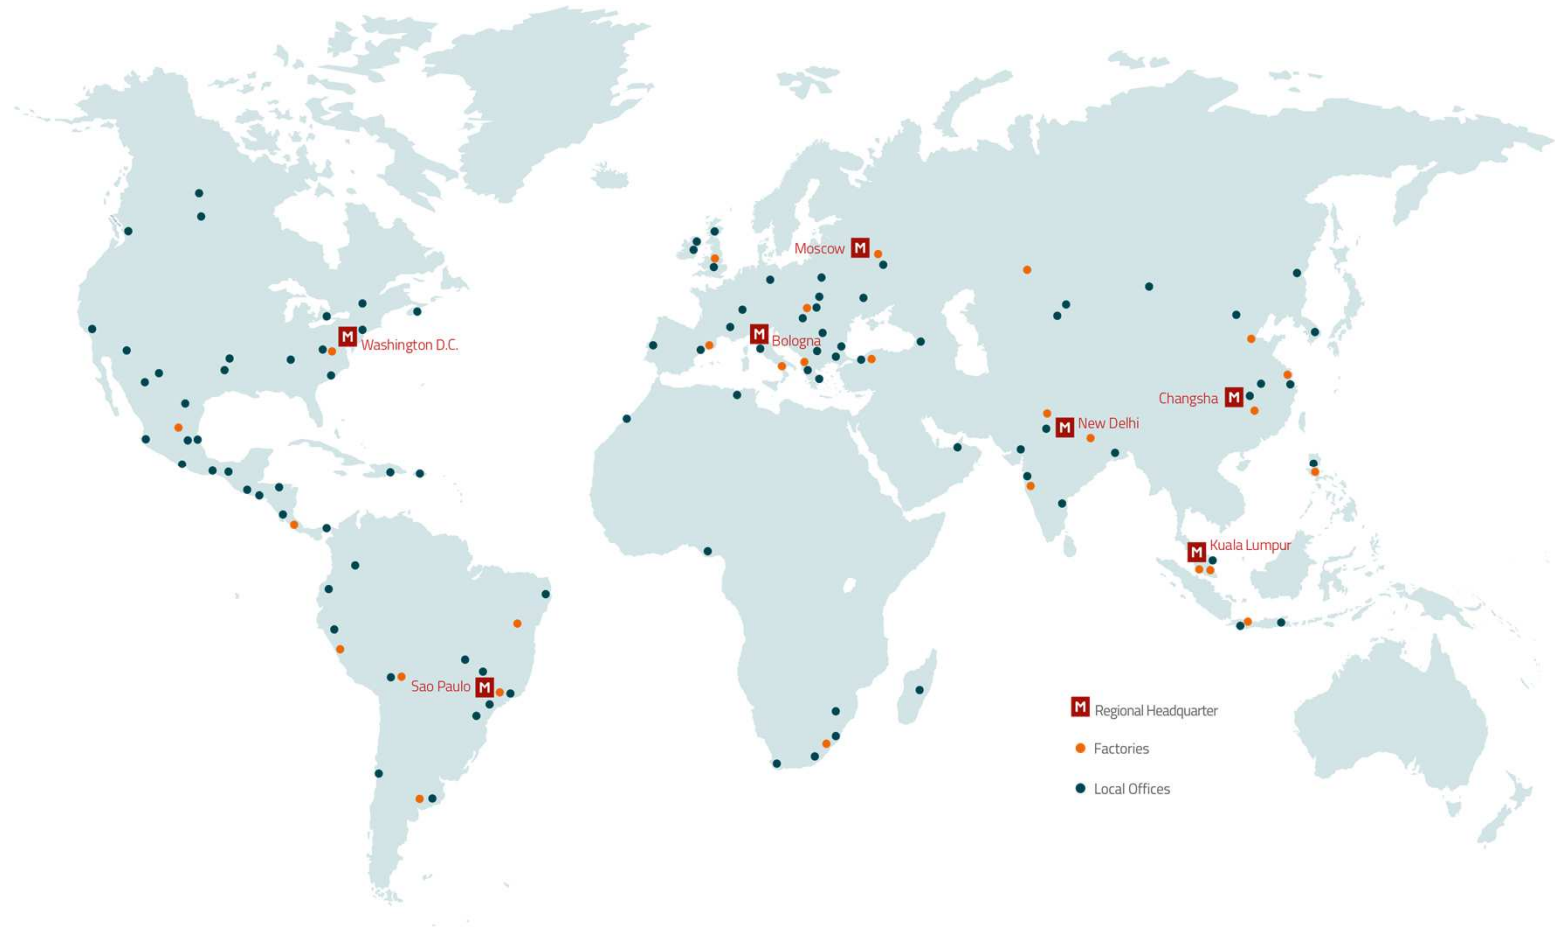 Moscow M
M
Washington D.C.
M
Bologna
Changsha M
M New Delhi
M Kuala Lumpur
Sao Paulo M
M Regional Headquarter
Factories
Local Offices